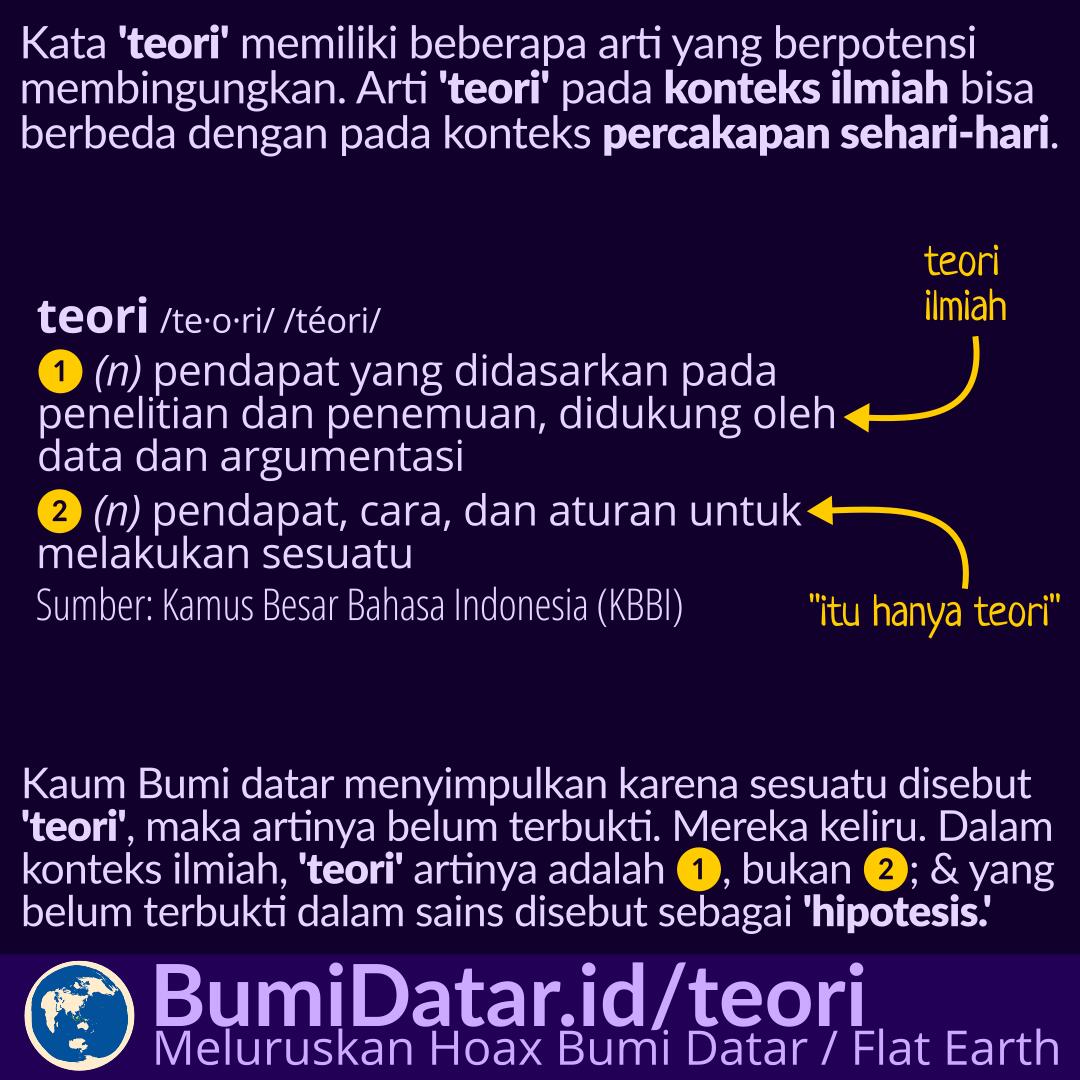 Kata 'teori' memiliki beberapa arti yang berpotensi
membingungkan. Arti 'teori' pada konteks ilmiah bisa
berbeda dengan pada konteks percakapan sehari-hari.
teori
ilmiah
teori /te·o·ri/ /téori/
1 (n) pendapat yang didasarkan pada
penelitian dan penemuan, didukung oleh
data dan argumentasi
2 (n) pendapat, cara, dan aturan untuk
melakukan sesuatu
Sumber: Kamus Besar Bahasa Indonesia (KBBI)
"itu hanya teori"
Kaum Bumi datar menyimpulkan karena sesuatu disebut
'teori', maka artinya belum terbukti. Mereka keliru. Dalam
konteks ilmiah, 'teori' artinya adalah 1, bukan 2; & yang
belum terbukti dalam sains disebut sebagai 'hipotesis.'
BumiDatar.id/teori
Meluruskan Hoax Bumi Datar / Flat Earth